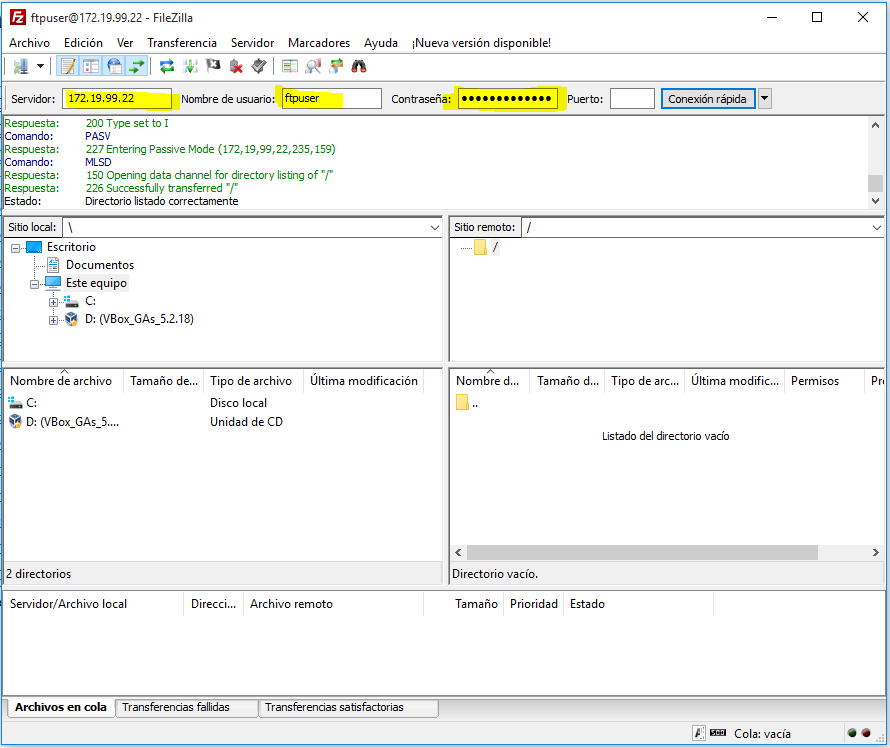 ftpuser@172.19.99.22 - FileZilla
Archivo Edición Ver Transferencia Servidor Marcadores Ayuda ¡Nueva versión disponible!
Servidor: 172.19.99.22 Nombre de usuario: ftpuser Contraseña: ●●●●●●●●●●●●● Puerto: Conexión rápida
Respuesta: 200 Type set to I
Comando: PASV
Respuesta: 227 Entering Passive Mode (172,19,99,22,235,159)
Comando: MLSD
Respuesta: 150 Opening data channel for directory listing of "/"
Respuesta: 226 Successfully transferred "/"
Estado: Directorio listado correctamente
Sitio local: \
Escritorio
Documentos
Este equipo
C:
D: (VBox_GAs_5.2.18)
Nombre de archivo Tamaño de... Tipo de archivo Última modificación
C: Disco local
D: (VBox_GAs_5.... Unidad de CD
2 directorios
Sitio remoto: /
/
Nombre d... Tamaño d... Tipo de arc... Última modific... Permisos Pr
..
Listado del directorio vacío
Directorio vacío.
Servidor/Archivo local Direcci... Archivo remoto Tamaño Prioridad Estado
Archivos en cola Transferencias fallidas Transferencias satisfactorias
Cola: vacía